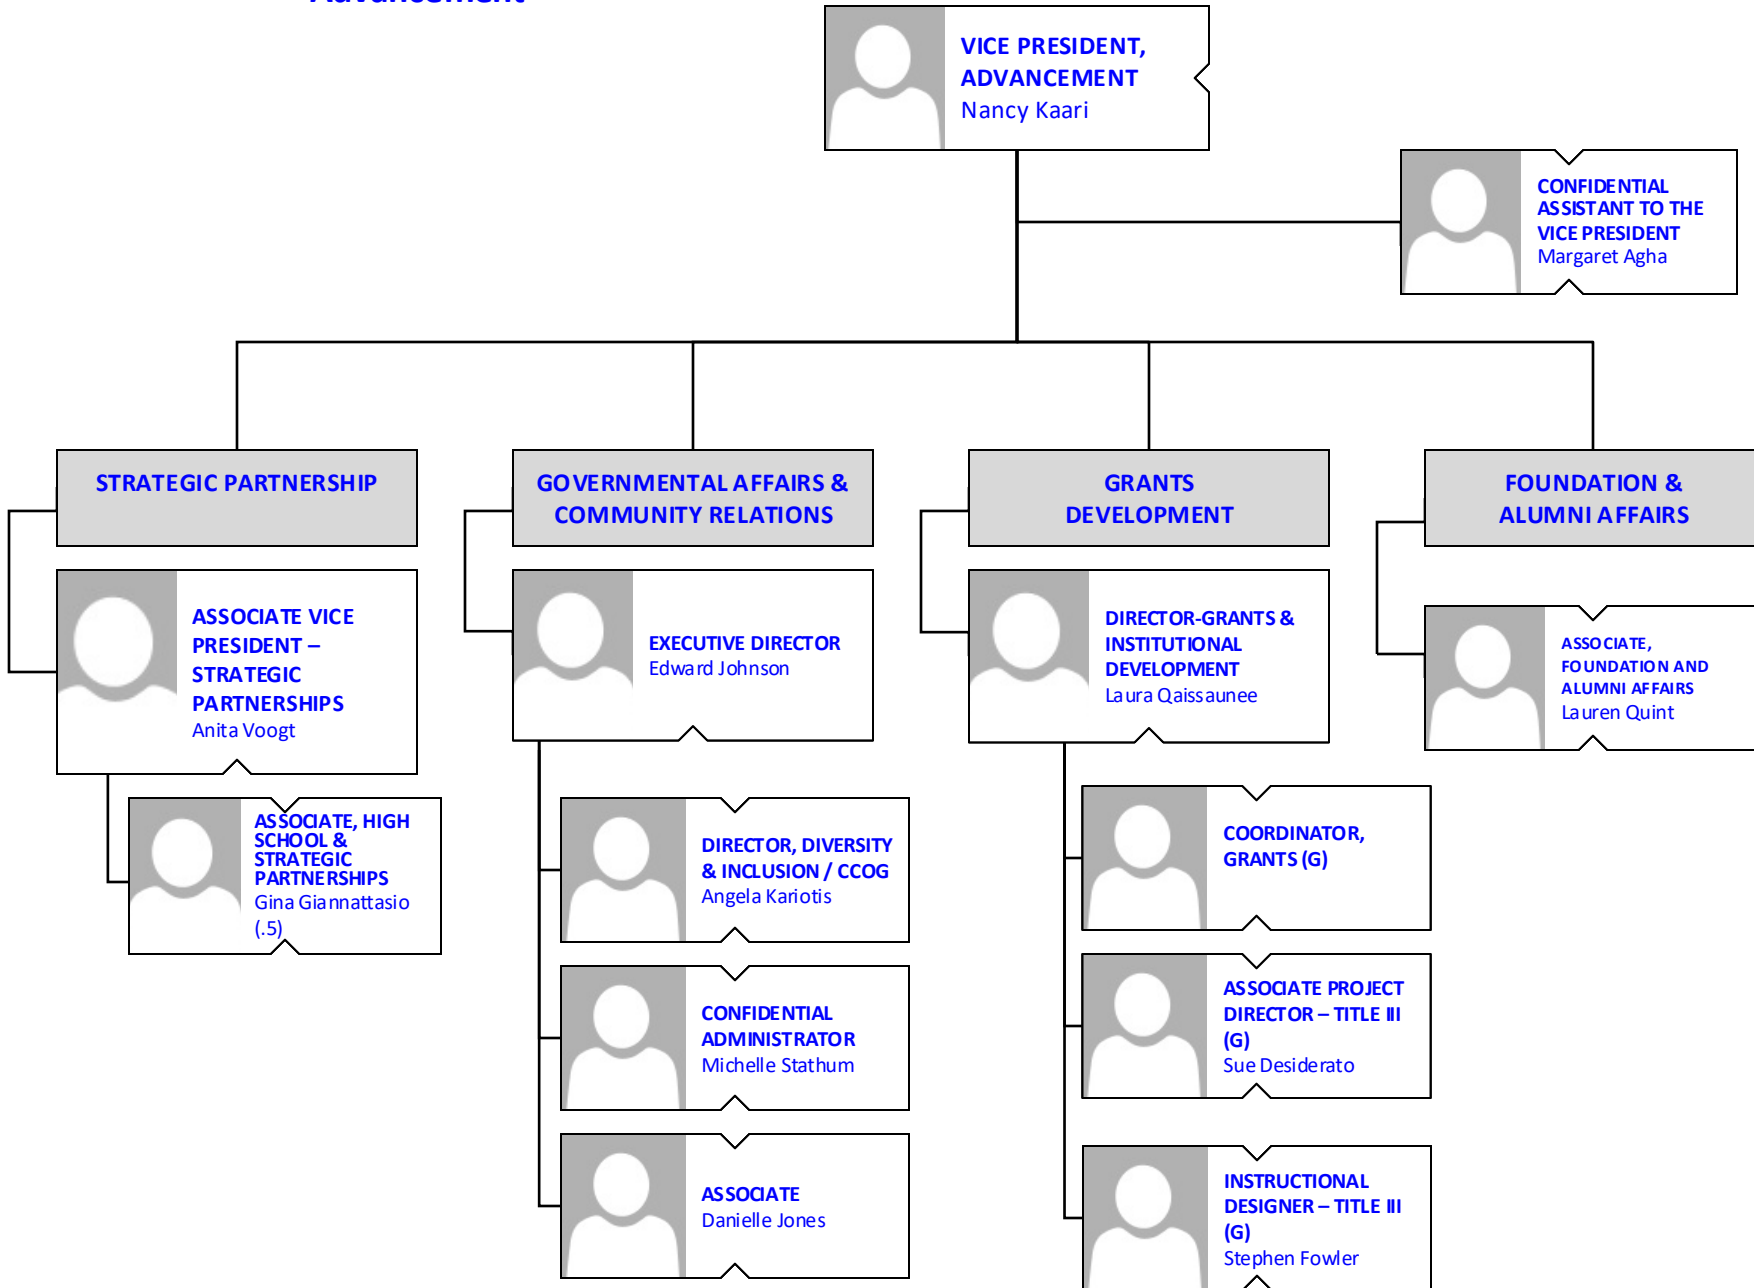 Advancement
VICE PRESIDENT,
ADVANCEMENT
Nancy Kaari
CONFIDENTIAL
ASSISTANT TO THE
VICE PRESIDENT
Margaret Agha
STRATEGIC PARTNERSHIP
ASSOCIATE VICE
PRESIDENT –
STRATEGIC
PARTNERSHIPS
Anita Voogt
ASSOCIATE, HIGH
SCHOOL &
STRATEGIC
PARTNERSHIPS
Gina Giannattasio
(.5)
GOVERNMENTAL AFFAIRS &
COMMUNITY RELATIONS
EXECUTIVE DIRECTOR
Edward Johnson
DIRECTOR, DIVERSITY
& INCLUSION / CCOG
Angela Kariotis
CONFIDENTIAL
ADMINISTRATOR
Michelle Stathum
ASSOCIATE
Danielle Jones
GRANTS
DEVELOPMENT
DIRECTOR-GRANTS &
INSTITUTIONAL
DEVELOPMENT
Laura Qaissaunee
COORDINATOR,
GRANTS (G)
ASSOCIATE PROJECT
DIRECTOR – TITLE III
(G)
Sue Desiderato
INSTRUCTIONAL
DESIGNER – TITLE III
(G)
Stephen Fowler
FOUNDATION &
ALUMNI AFFAIRS
ASSOCIATE,
FOUNDATION AND
ALUMNI AFFAIRS
Lauren Quint